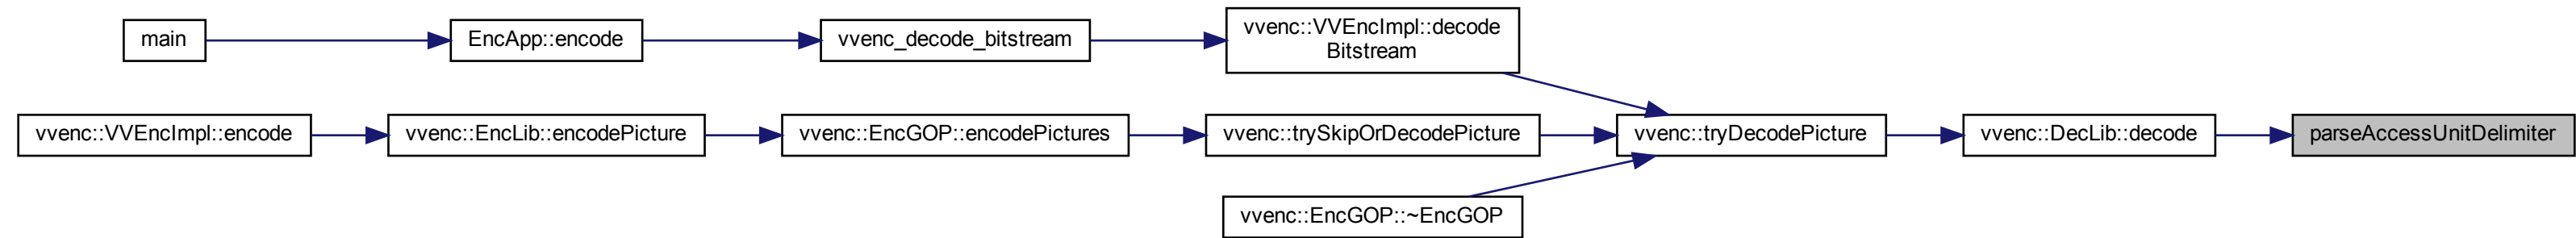 main
EncApp::encode
vvenc_decode_bitstream
vvenc::VVEncImpl::decode
Bitstream
vvenc::VVEncImpl::encode
vvenc::EncLib::encodePicture
vvenc::EncGOP::encodePictures
vvenc::trySkipOrDecodePicture
vvenc::tryDecodePicture
vvenc::DecLib::decode
parseAccessUnitDelimiter
vvenc::EncGOP::~EncGOP